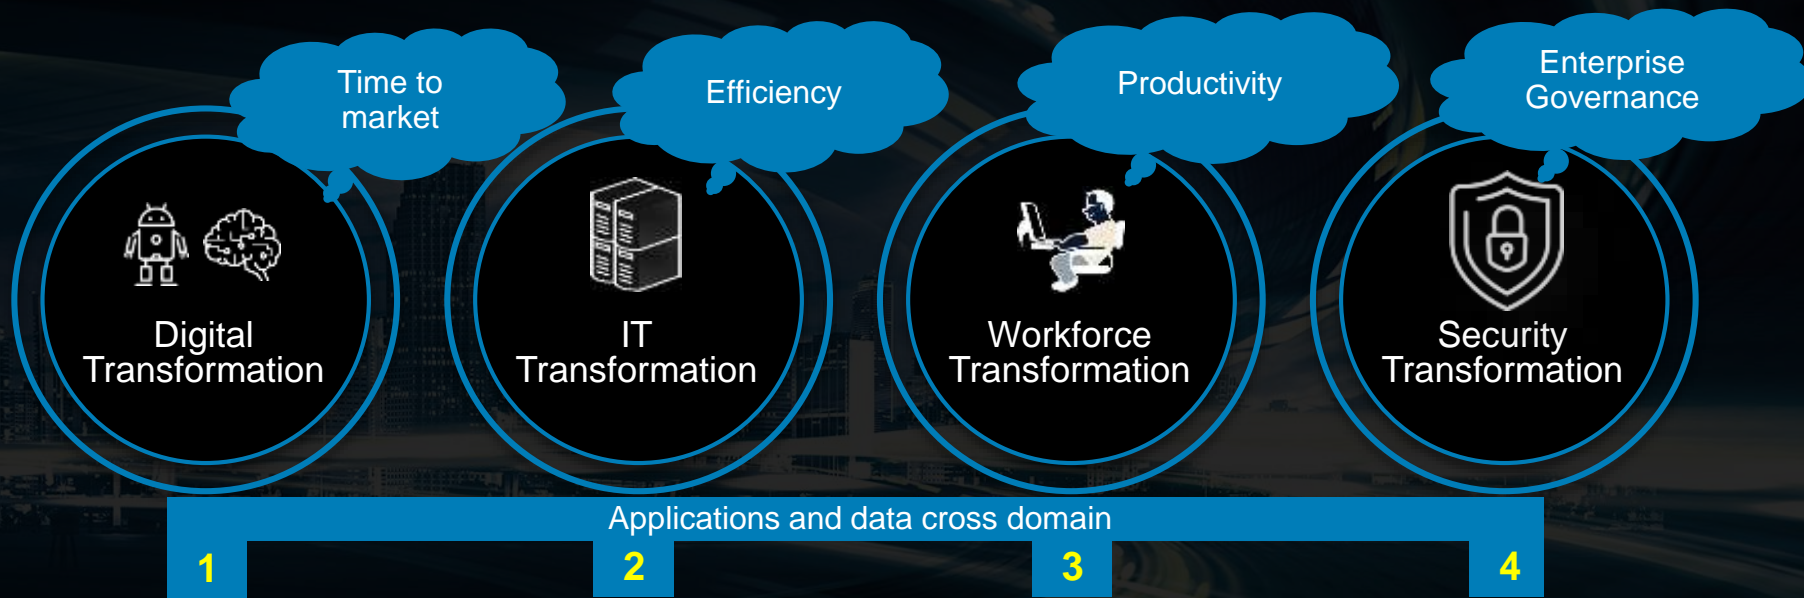 Time to
market
Efficiency
Productivity
Enterprise
Governance
Digital
Transformation
IT
Transformation
Workforce
Transformation
Security
Transformation
Applications and data cross domain
1
2
3
4